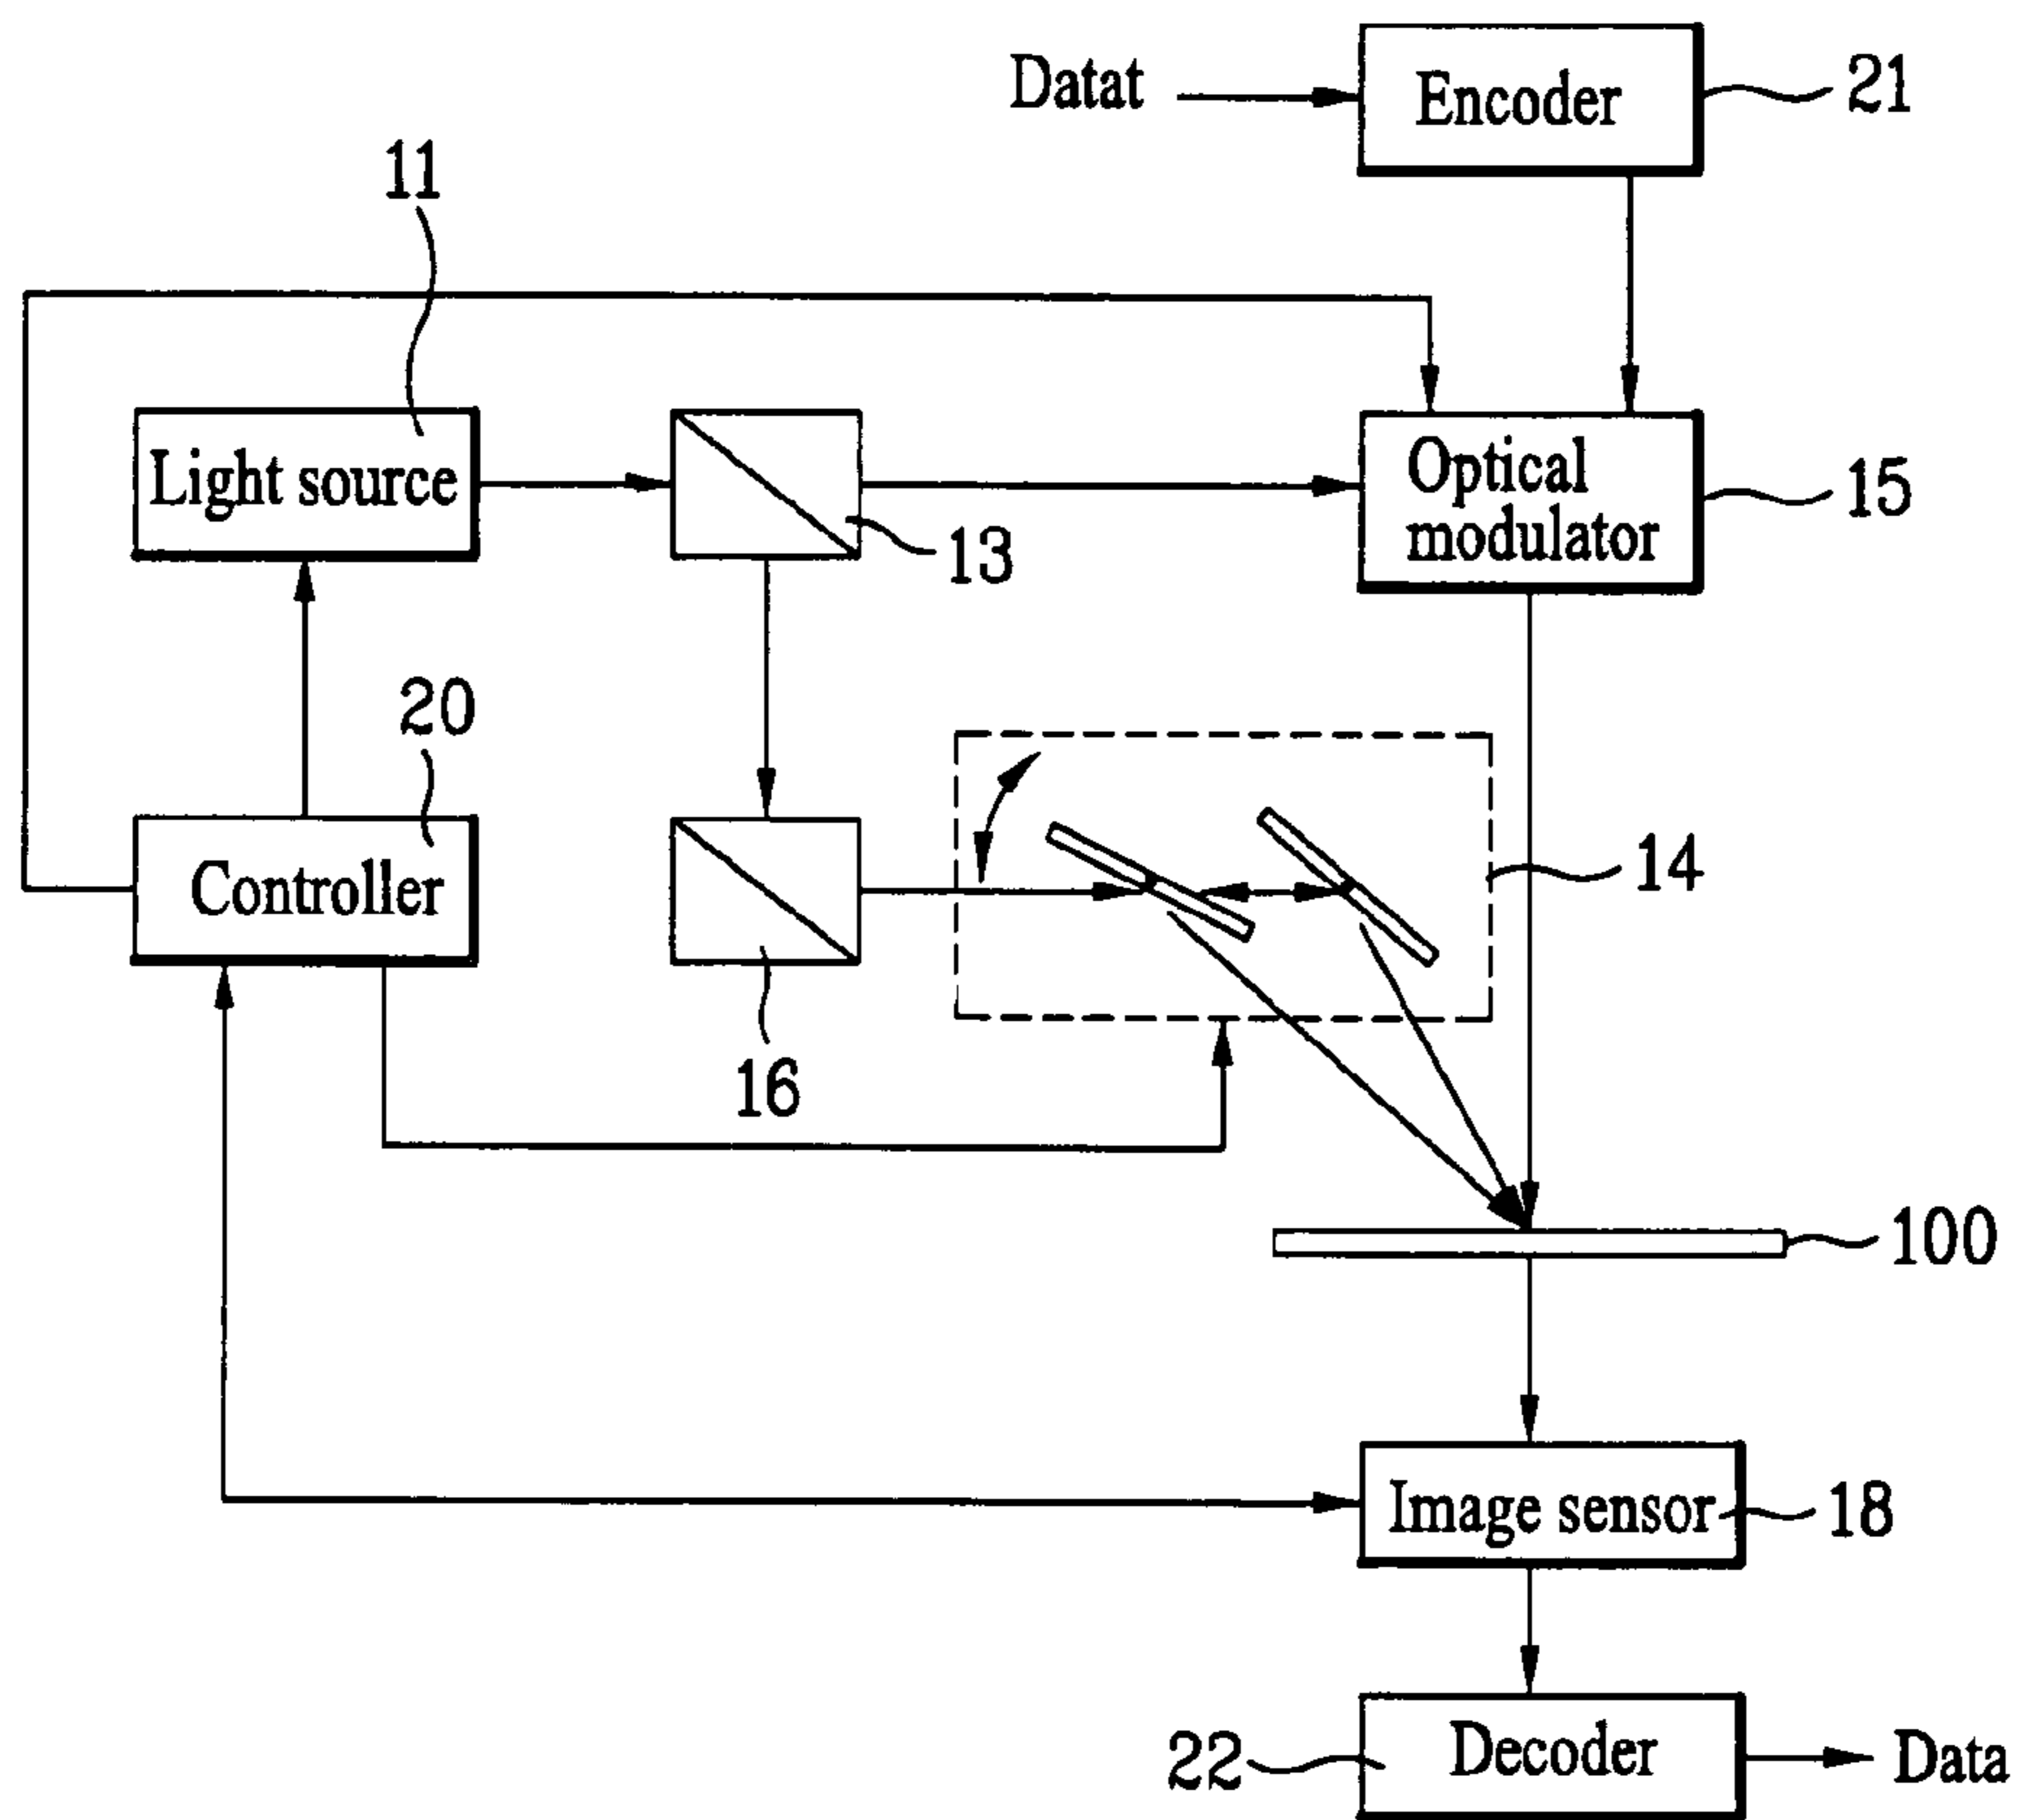 Datat
Encoder
21
11
Light source
13
Optical
modulator
15
20
Controller
14
16
100
Image sensor
18
22
Decoder
Data